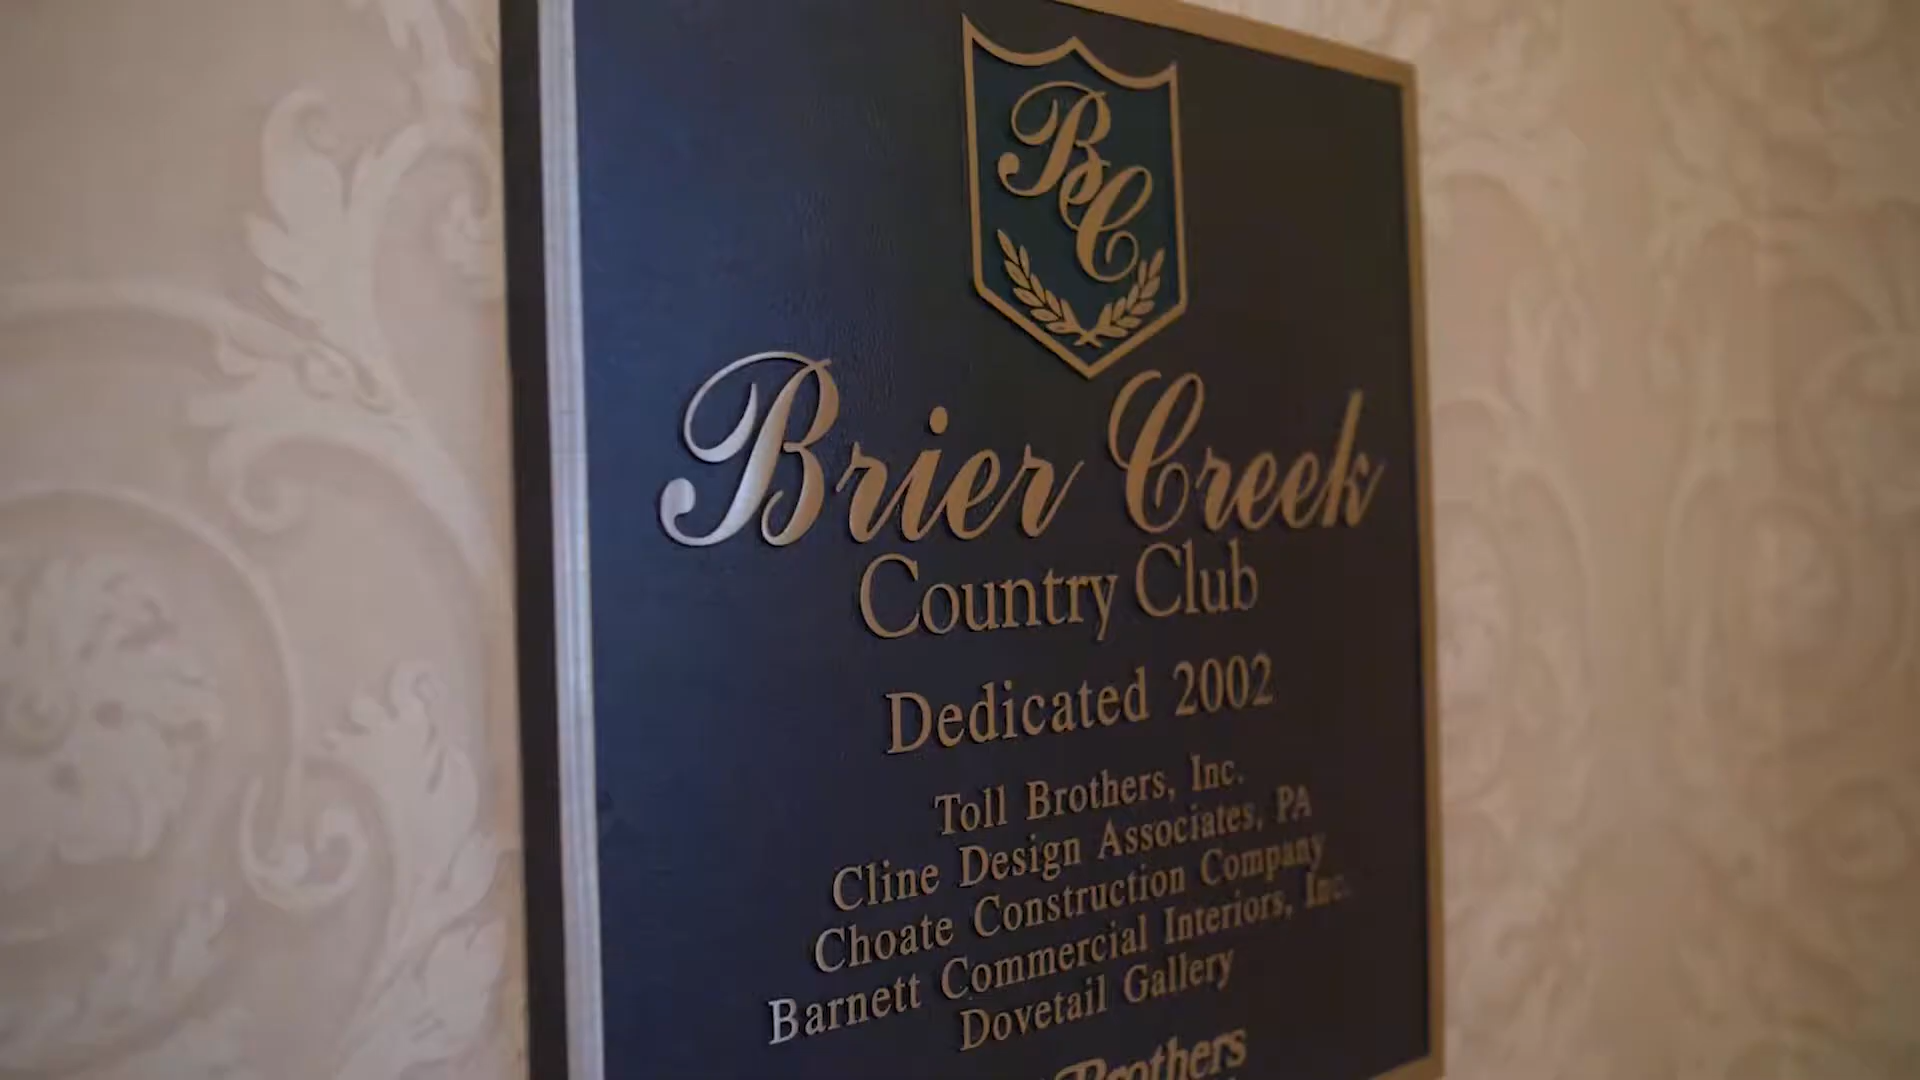 BC
Brier Creek
Country Club
Dedicated 2002
Toll Brothers, Inc.
Cline Design Associates, PA
Choate Construction Company
Barnett Commercial Interiors, Inc.
Dovetail Gallery
Brothers